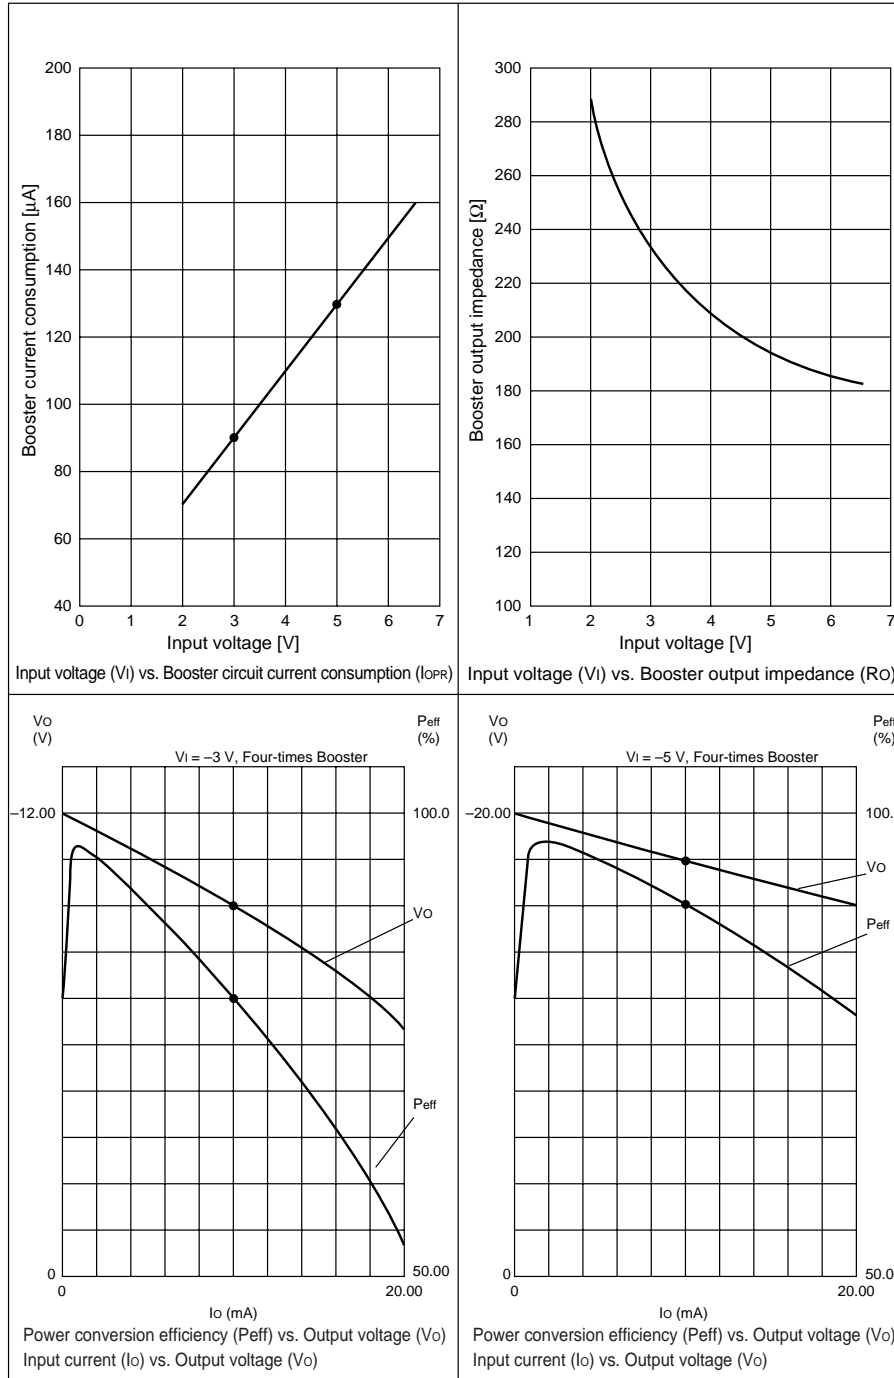 200
180
160
140
120
100
80
60
40
0 1 2 3 4 5 6 7
Booster current consumption [µA]
Input voltage [V]
Input voltage (VI) vs. Booster circuit current consumption (IOPR)
300
280
260
240
220
200
180
160
140
120
100
1 2 3 4 5 6 7
Booster output impedance [Ω]
Input voltage [V]
Input voltage (VI) vs. Booster output impedance (RO)
VO
(V)
Peff
(%)
VI = –3 V, Four-times Booster
–12.00
100.0
VO
Peff
0
50.00
0
20.00
IO (mA)
Power conversion efficiency (Peff) vs. Output voltage (VO)
Input current (IO) vs. Output voltage (VO)
VO
(V)
Peff
(%)
VI = –5 V, Four-times Booster
–20.00
100.
VO
Peff
0
50.0
0
20.00
IO (mA)
Power conversion efficiency (Peff) vs. Output voltage (VO)
Input current (IO) vs. Output voltage (VO)